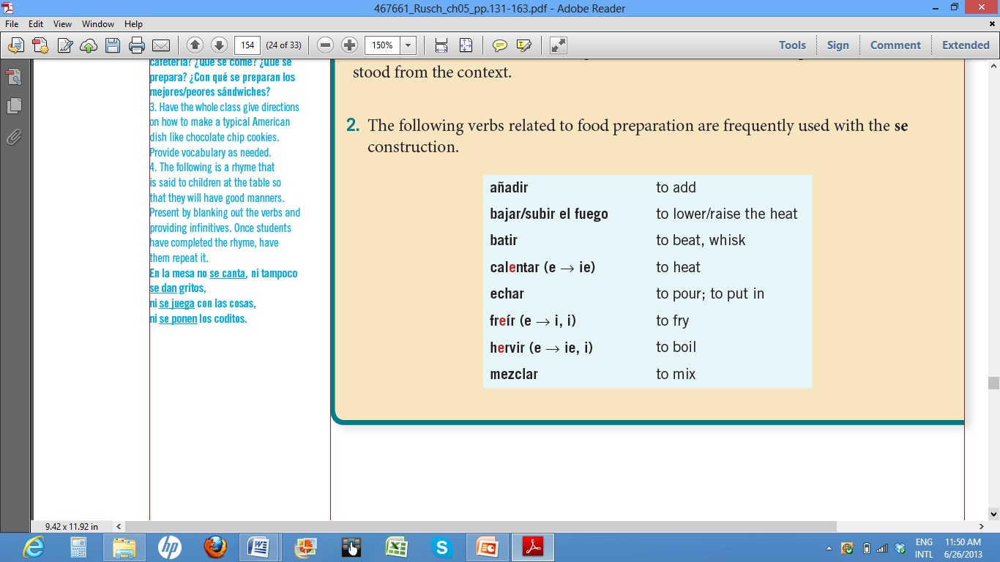 467661_Rusch_ch05_pp.131-163.pdf - Adobe Reader
File Edit View Window Help
154 (24 of 33) 150% Tools Sign Comment Extended
cafetería? ¿Qué se come? ¿Qué se
prepara? ¿Con qué se preparan los
mejores/peores sándwiches?
3. Have the whole class give directions
on how to make a typical American
dish like chocolate chip cookies.
Provide vocabulary as needed.
4. The following is a rhyme that
is said to children at the table so
that they will have good manners.
Present by blanking out the verbs and
providing infinitives. Once students
have completed the rhyme, have
them repeat it.
En la mesa no se canta, ni tampoco
se dan gritos,
ni se juega con las cosas,
ni se ponen los coditos.
stood from the context.
2. The following verbs related to food preparation are frequently used with the se
construction.
añadir to add
bajar/subir el fuego to lower/raise the heat
batir to beat, whisk
calentar (e → ie) to heat
echar to pour; to put in
freír (e → i, i) to fry
hervir (e → ie, i) to boil
mezclar to mix
9.42 x 11.92 in
ENG 11:50 AM
INTL 6/26/2013